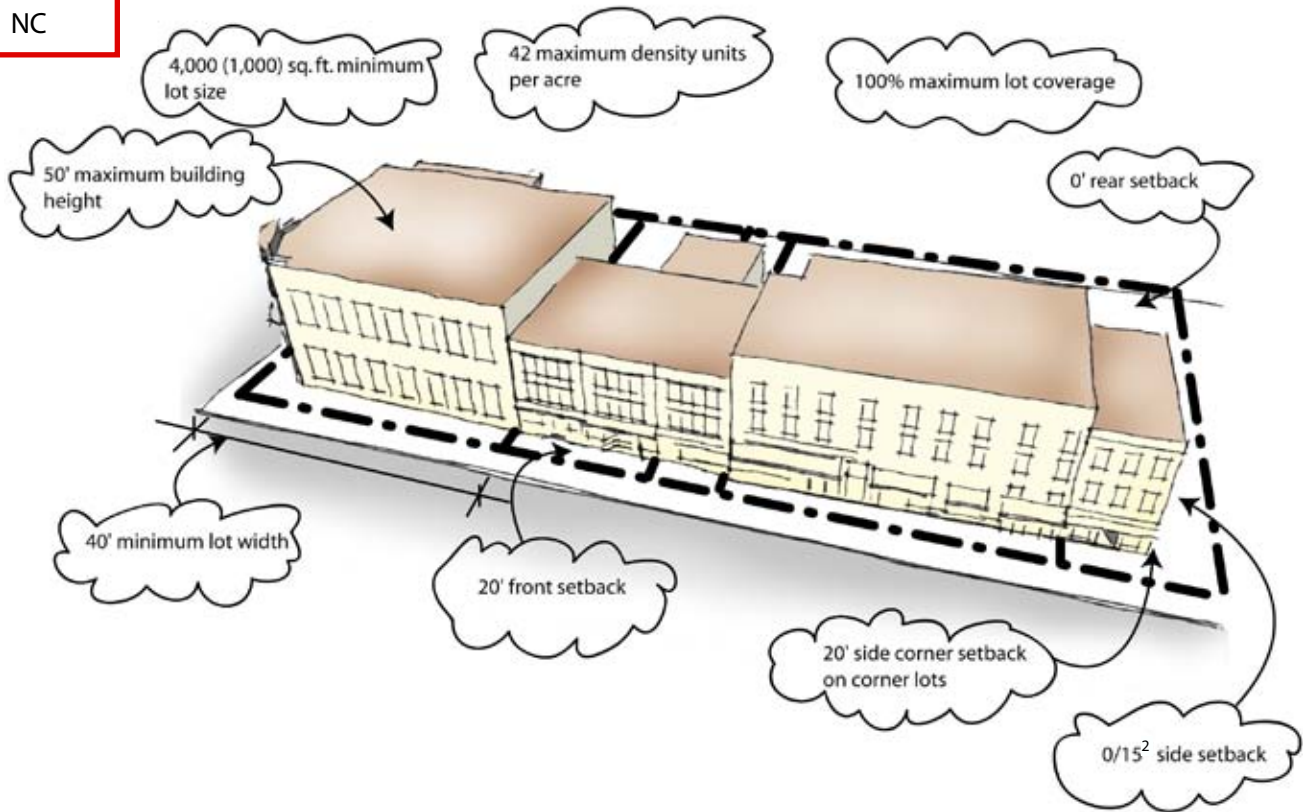 NC
4,000 (1,000) sq. ft. minimum
lot size
42 maximum density units
per acre
100% maximum lot coverage
50' maximum building
height
0' rear setback
40' minimum lot width
20' front setback
20' side corner setback
on corner lots
0/15² side setback